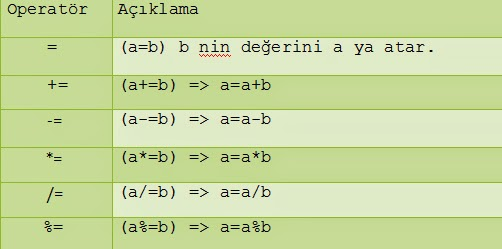 Operatör Açıklama
= (a=b) b nin değerini a ya atar.
+= (a+=b) => a=a+b
-= (a-=b) => a=a-b
*= (a*=b) => a=a*b
/= (a/=b) => a=a/b
%= (a%=b) => a=a%b